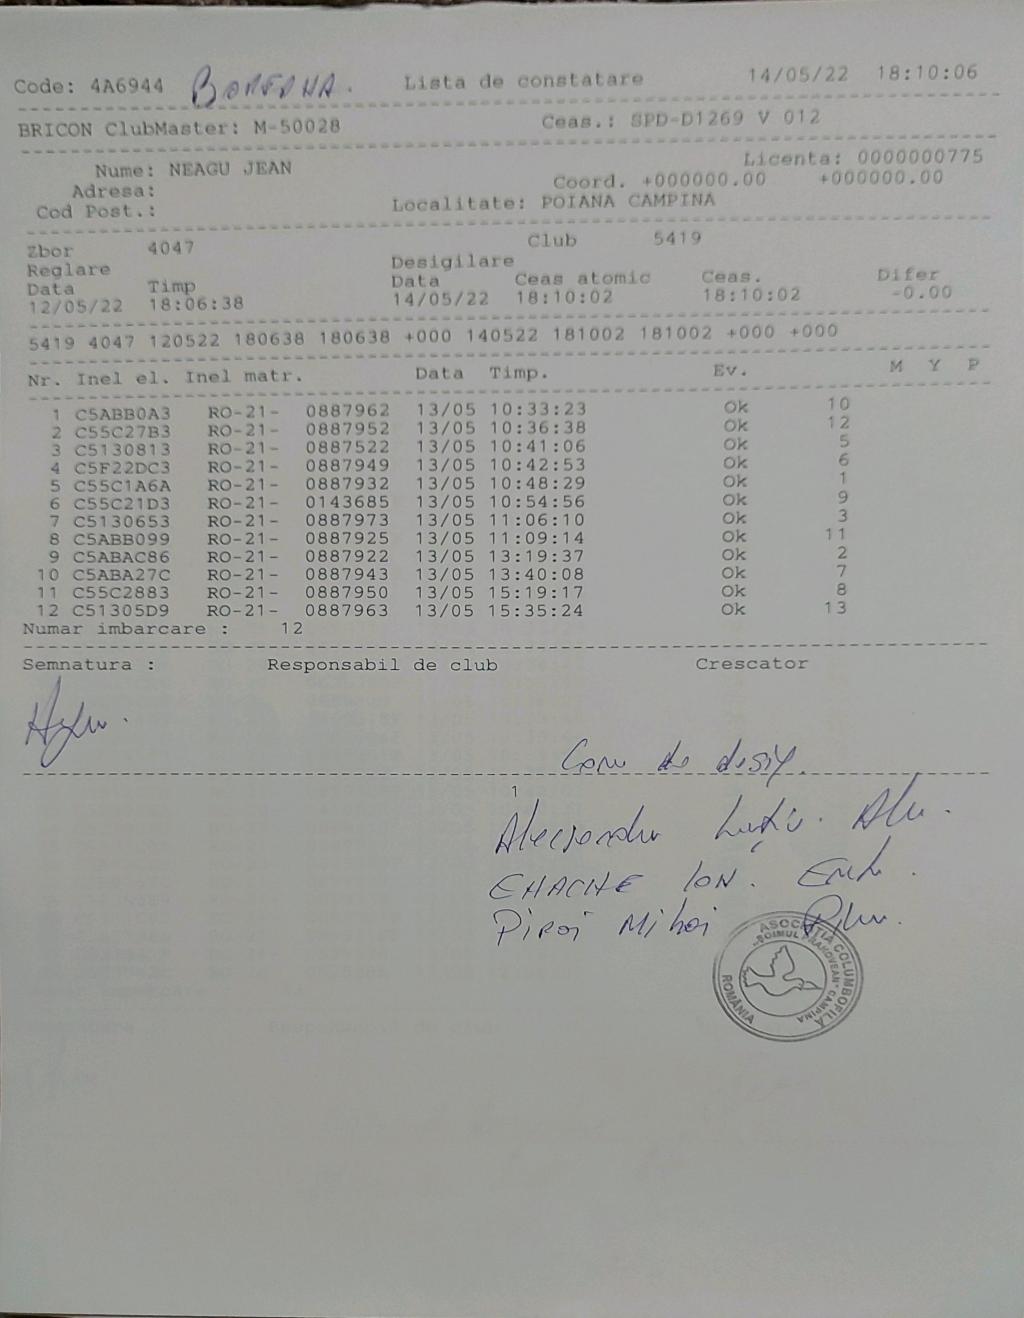 Code: 4A6944 Lista de constatare 14/05/22 18:10:06
BRICON ClubMaster: M-50028 Ceas.: SPD-D1269 V 012
Nume: NEAGU JEAN Licenta: 0000000775
Adresa: Coord. +000000.00 +000000.00
Cod Post.: Localitate: POIANA CAMPINA
Zbor 4047 Club 5419
Reglare Desigilare
Data Timp Data Ceas atomic Ceas. Difer
12/05/22 18:06:38 14/05/22 18:10:02 18:10:02 -0.00
5419 4047 120522 180638 180638 +000 140522 181002 181002 +000 +000
Nr. Inel el. Inel matr. Data Timp. Ev. M Y P
1 C5ABB0A3 RO-21- 0887962 13/05 10:33:23 Ok 10
2 C55C27B3 RO-21- 0887952 13/05 10:36:38 Ok 12
3 C5130813 RO-21- 0887522 13/05 10:41:06 Ok 5
4 C5F22DC3 RO-21- 0887949 13/05 10:42:53 Ok 6
5 C55C1A6A RO-21- 0887932 13/05 10:48:29 Ok 1
6 C55C21D3 RO-21- 0143685 13/05 10:54:56 Ok 9
7 C5130653 RO-21- 0887973 13/05 11:06:10 Ok 3
8 C5ABB099 RO-21- 0887925 13/05 11:09:14 Ok 11
9 C5ABAC86 RO-21- 0887922 13/05 13:19:37 Ok 2
10 C5ABA27C RO-21- 0887943 13/05 13:40:08 Ok 7
11 C55C2883 RO-21- 0887950 13/05 15:19:17 Ok 8
12 C51305D9 RO-21- 0887963 13/05 15:35:24 Ok 13
Numar imbarcare : 12
Semnatura : Responsabil de club Crescator
Com de desig.
1
ENACHE ION.
Piroi Mihai
ASOCIATIA COLUMBOFILA
"DOIMUL PRAHOVEAN" CAMPINA
ROMÂNIA